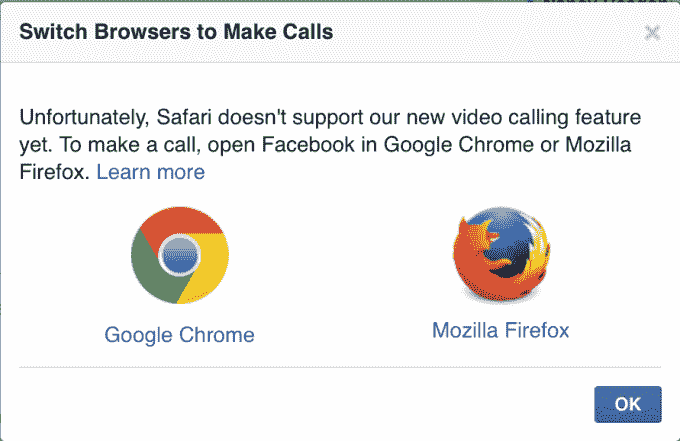 Switch Browsers to Make Calls
Unfortunately, Safari doesn't support our new video calling feature
yet. To make a call, open Facebook in Google Chrome or Mozilla
Firefox. Learn more
Google Chrome
Mozilla Firefox
OK